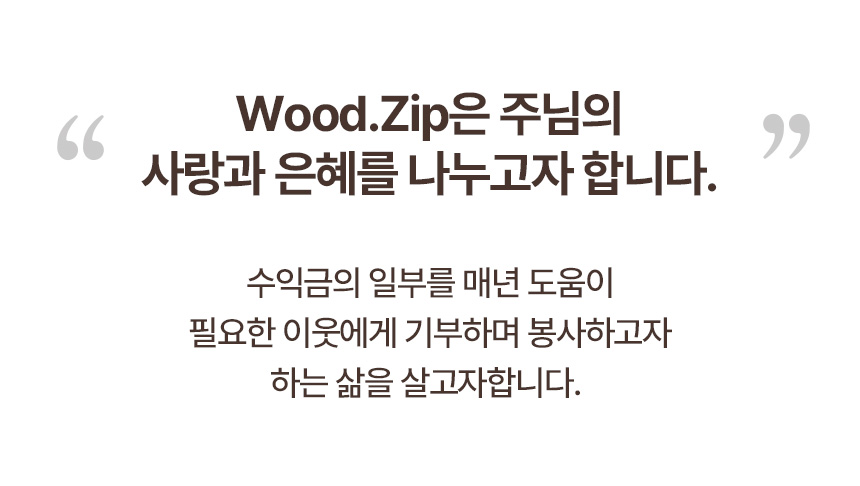 “ Wood.Zip은 주님의 ”
사랑과 은혜를 나누고자 합니다.
수익금의 일부를 매년 도움이
필요한 이웃에게 기부하며 봉사하고자
하는 삶을 살고자합니다.